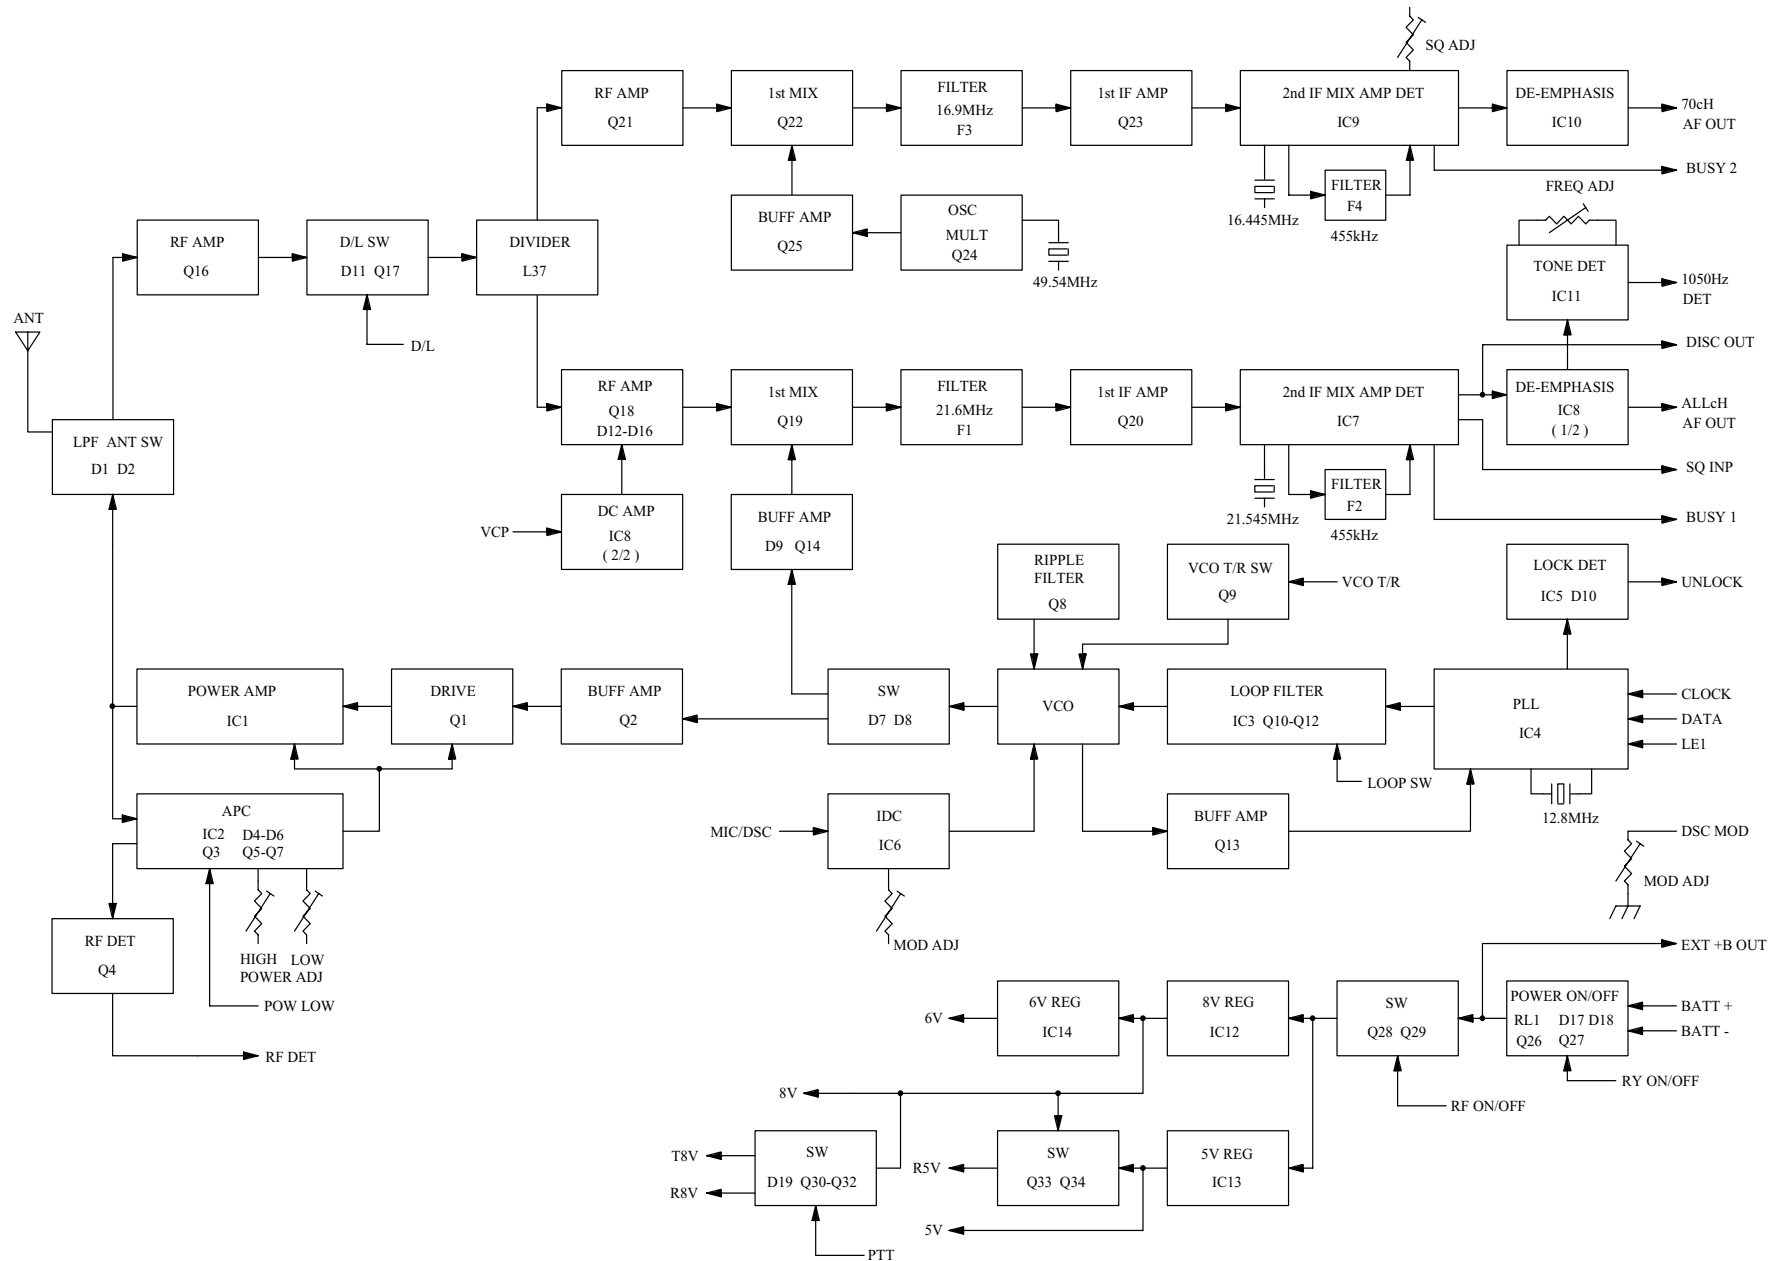 SQ ADJ
RF AMP
Q21
1st MIX
Q22
FILTER
16.9MHz
F3
1st IF AMP
Q23
2nd IF MIX AMP DET
IC9
DE-EMPHASIS
IC10
70cH
AF OUT
BUSY 2
16.445MHz
FILTER
F4
455kHz
FREQ ADJ
BUFF AMP
Q25
OSC
MULT
Q24
49.54MHz
RF AMP
Q16
D/L SW
D11 Q17
DIVIDER
L37
D/L
TONE DET
IC11
1050Hz
DET
ANT
DISC OUT
RF AMP
Q18
D12-D16
1st MIX
Q19
FILTER
21.6MHz
F1
1st IF AMP
Q20
2nd IF MIX AMP DET
IC7
DE-EMPHASIS
IC8
( 1/2 )
ALLcH
AF OUT
LPF ANT SW
D1 D2
SQ INP
VCP
DC AMP
IC8
( 2/2 )
BUFF AMP
D9 Q14
21.545MHz
FILTER
F2
455kHz
BUSY 1
RIPPLE
FILTER
Q8
VCO T/R SW
Q9
VCO T/R
LOCK DET
IC5 D10
UNLOCK
POWER AMP
IC1
DRIVE
Q1
BUFF AMP
Q2
SW
D7 D8
VCO
LOOP FILTER
IC3 Q10-Q12
PLL
IC4
CLOCK
DATA
LE1
LOOP SW
12.8MHz
APC
IC2 D4-D6
Q3 Q5-Q7
MIC/DSC
IDC
IC6
BUFF AMP
Q13
DSC MOD
MOD ADJ
RF DET
Q4
HIGH LOW
POWER ADJ
POW LOW
RF DET
MOD ADJ
EXT +B OUT
6V
6V REG
IC14
8V REG
IC12
SW
Q28 Q29
POWER ON/OFF
RL1 D17 D18
Q26 Q27
BATT +
BATT -
RY ON/OFF
RF ON/OFF
8V
T8V
R8V
SW
D19 Q30-Q32
R5V
SW
Q33 Q34
5V REG
IC13
5V
PTT